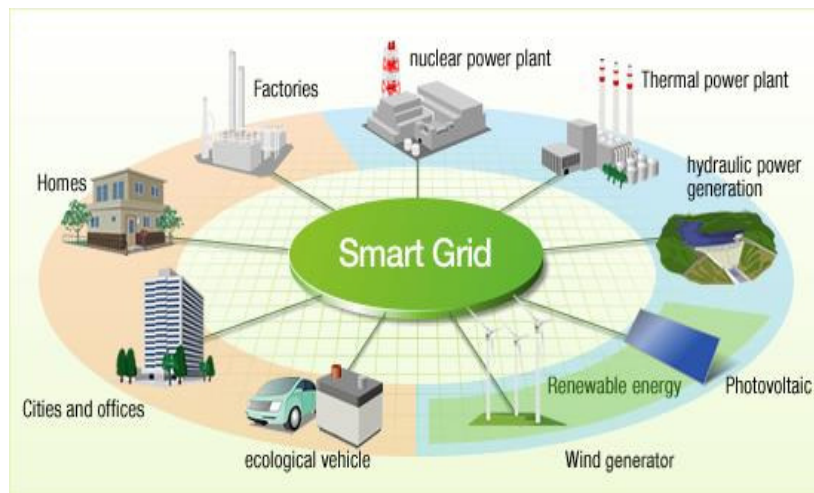 nuclear power plant
Factories
Thermal power plant
Homes
hydraulic power
generation
Smart Grid
Renewable energy
Photovoltaic
Cities and offices
ecological vehicle
Wind generator